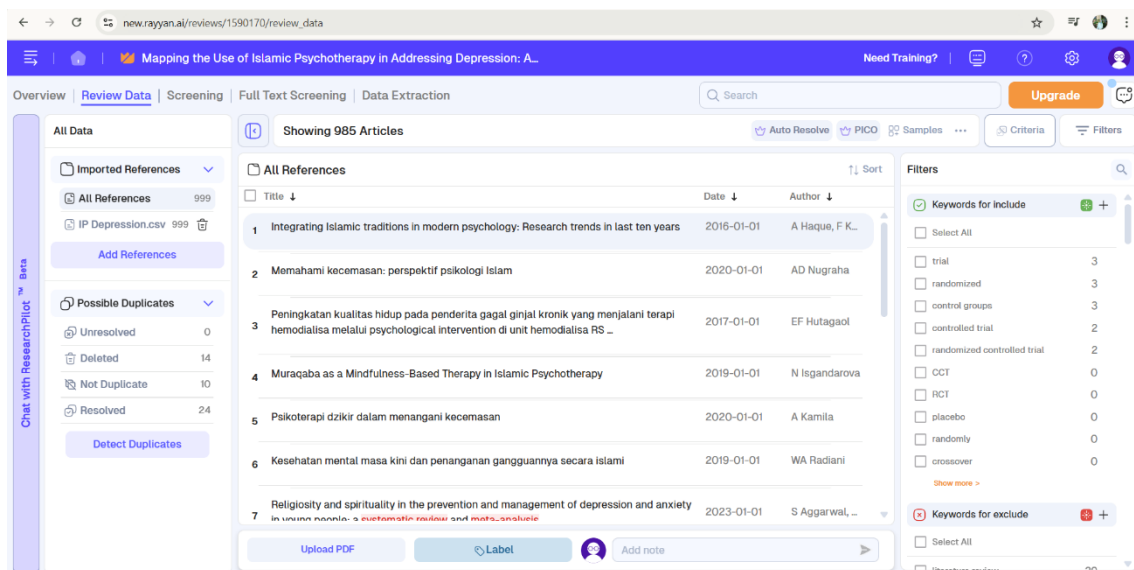 new.rayyan.ai/reviews/1590170/review_data
Mapping the Use of Islamic Psychotherapy in Addressing Depression: A...
Need Training?
Overview | Review Data | Screening | Full Text Screening | Data Extraction
Search
Upgrade
All Data
Showing 985 Articles
Auto Resolve
PICO
Samples
Criteria
Filters
Imported References
All References 999
IP Depression.csv 999
Add References
Possible Duplicates
Unresolved 0
Deleted 14
Not Duplicate 10
Resolved 24
Detect Duplicates
Chat with ResearchPilot ™ Beta
All References
Sort
Title ↓ Date ↓ Author ↓
1 Integrating Islamic traditions in modern psychology: Research trends in last ten years 2016-01-01 A Haque, F K...
2 Memahami kecemasan: perspektif psikologi Islam 2020-01-01 AD Nugraha
3 Peningkatan kualitas hidup pada penderita gagal ginjal kronik yang menjalani terapi
hemodialisa melalui psychological intervention di unit hemodialisa RS ... 2017-01-01 EF Hutagaol
4 Muraqaba as a Mindfulness-Based Therapy in Islamic Psychotherapy 2019-01-01 N Isgandarova
5 Psikoterapi dzikir dalam menangani kecemasan 2020-01-01 A Kamila
6 Kesehatan mental masa kini dan penanganan gangguannya secara islami 2019-01-01 WA Radiani
7 Religiosity and spirituality in the prevention and management of depression and anxiety
in young people: a systematic review and meta-analysis 2023-01-01 S Aggarwal, ...
Upload PDF
Label
Add note
Filters
Keywords for include
Select All
trial 3
randomized 3
control groups 3
controlled trial 2
randomized controlled trial 2
CCT 0
RCT 0
placebo 0
randomly 0
crossover 0
Show more >
Keywords for exclude
Select All
literature review